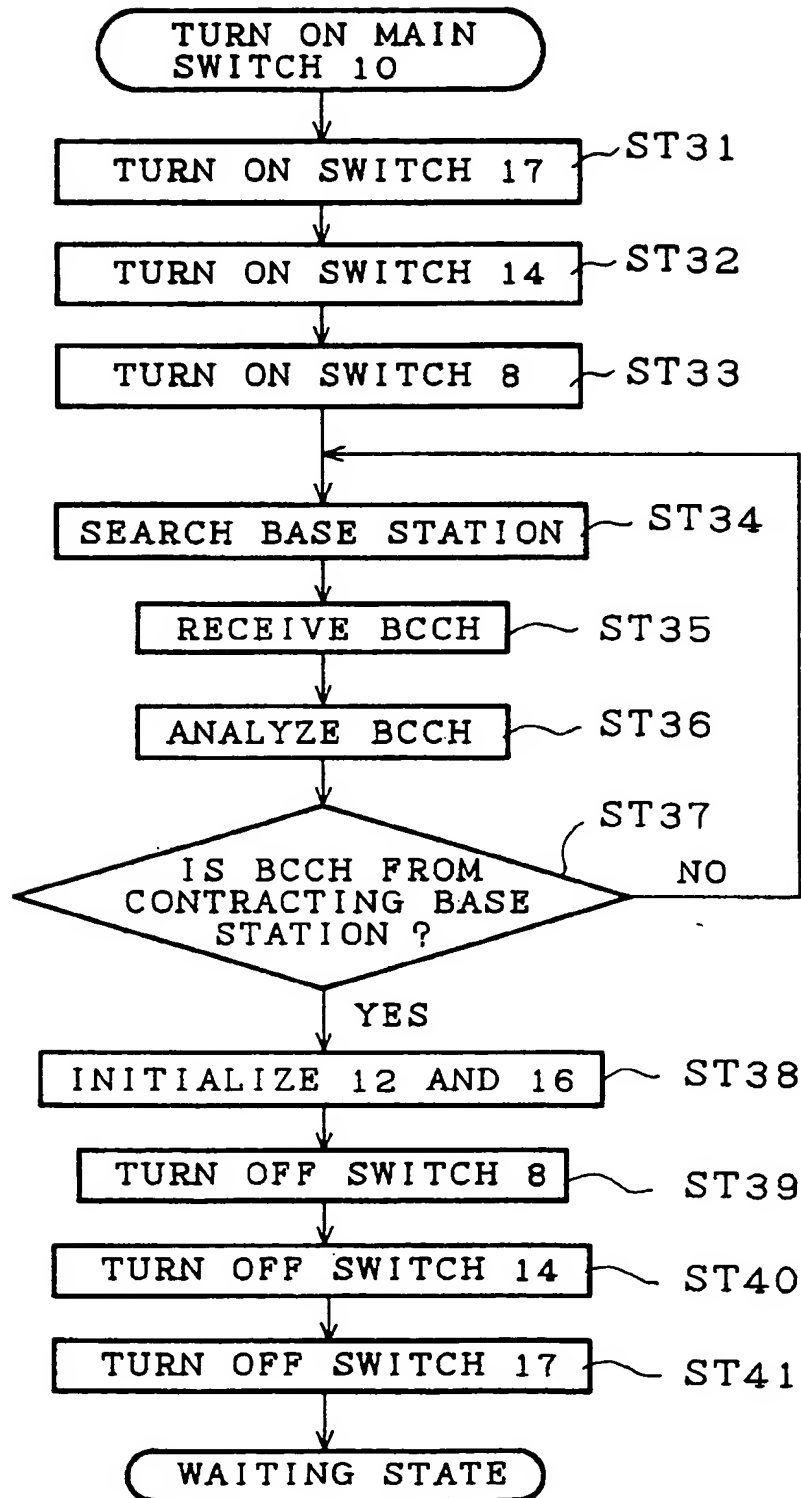 TURN ON MAIN
SWITCH 10
TURN ON SWITCH 17
ST31
TURN ON SWITCH 14
ST32
TURN ON SWITCH 8
ST33
SEARCH BASE STATION
ST34
RECEIVE BCCH
ST35
ANALYZE BCCH
ST36
ST37
IS BCCH FROM
CONTRACTING BASE
STATION ?
NO
YES
INITIALIZE 12 AND 16
ST38
TURN OFF SWITCH 8
ST39
TURN OFF SWITCH 14
ST40
TURN OFF SWITCH 17
ST41
WAITING STATE